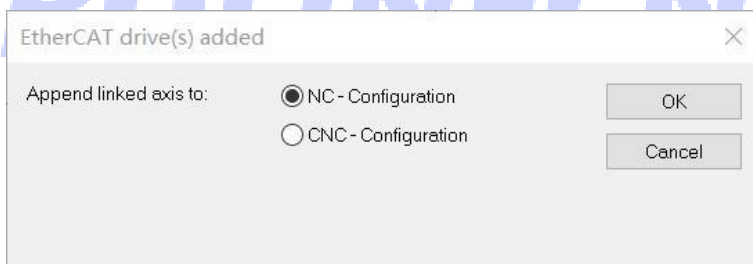 EtherCAT drive(s) added
Append linked axis to:
NC - Configuration
OK
CNC - Configuration
Cancel